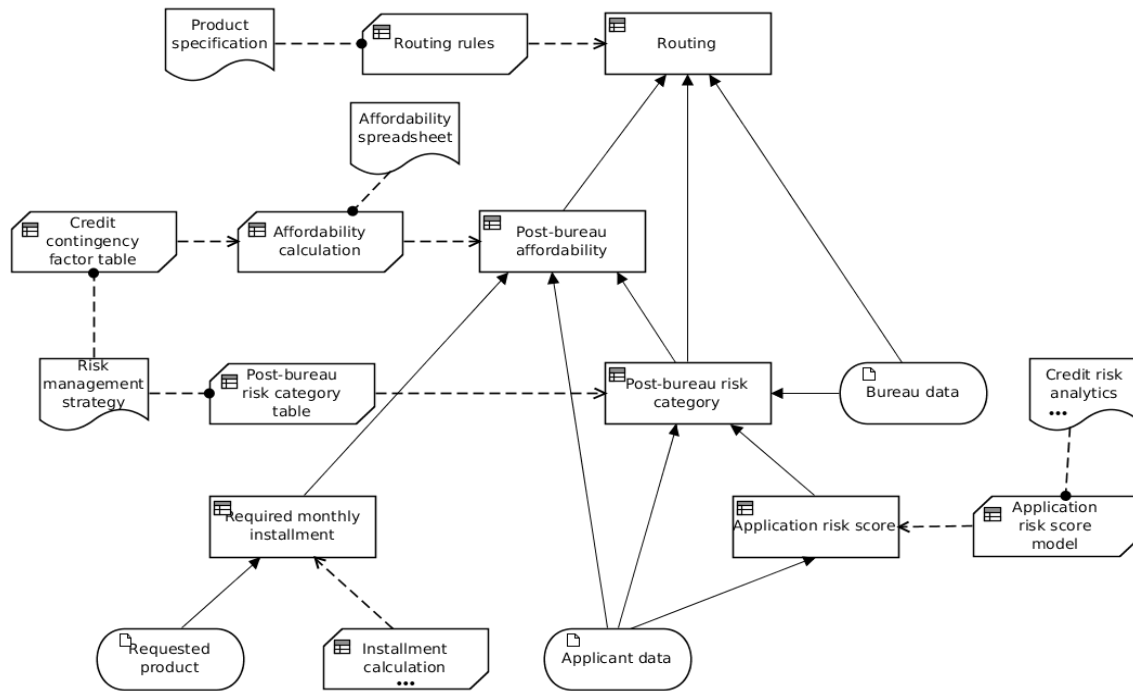 Product
specification
Routing rules
Routing
Affordability
spreadsheet
Credit
contingency
factor table
Affordability
calculation
Post-bureau
affordability
Risk
management
strategy
Post-bureau
risk category
table
Post-bureau risk
category
Bureau data
Credit risk
analytics
•••
Required monthly
installment
Application risk score
Application
risk score
model
Requested
product
Installment
calculation
•••
Applicant data